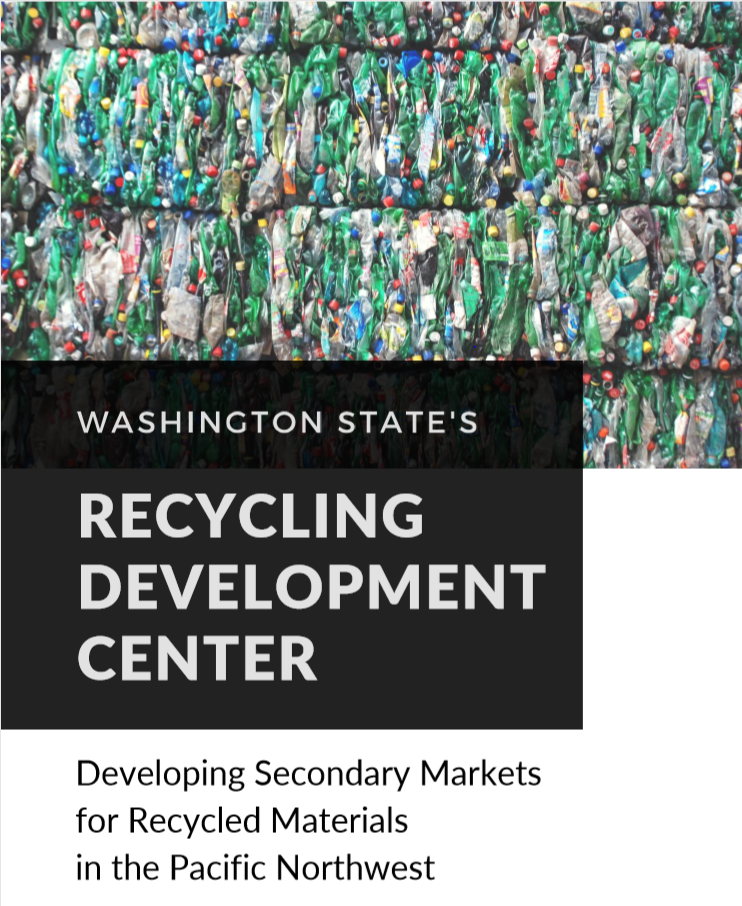 WASHINGTON STATE'S
RECYCLING
DEVELOPMENT
CENTER
Developing Secondary Markets
for Recycled Materials
in the Pacific Northwest